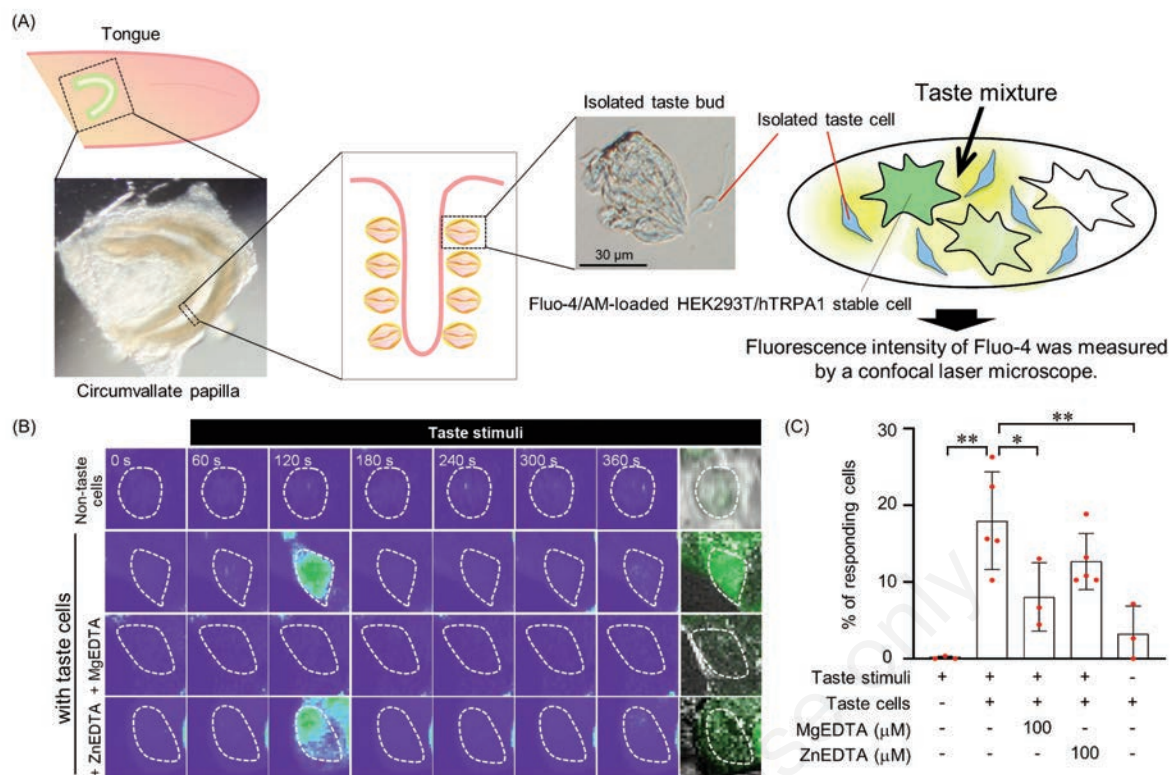 (A)
Tongue
Circumvallate papilla
Isolated taste bud
30 μm
Isolated taste cell
Taste mixture
Fluo-4/AM-loaded HEK293T/hTRPA1 stable cell
Fluorescence intensity of Fluo-4 was measured
by a confocal laser microscope.
(B)
Taste stimuli
0 s 60 s 120 s 180 s 240 s 300 s 360 s
Non-taste
cells
with taste cells
+ MgEDTA
+ ZnEDTA
(C)
% of responding cells
30
20
10
0
** * **
Taste stimuli + + + + -
Taste cells - + + + +
MgEDTA (μM) - - 100 - -
ZnEDTA (μM) - - - 100 -
se only